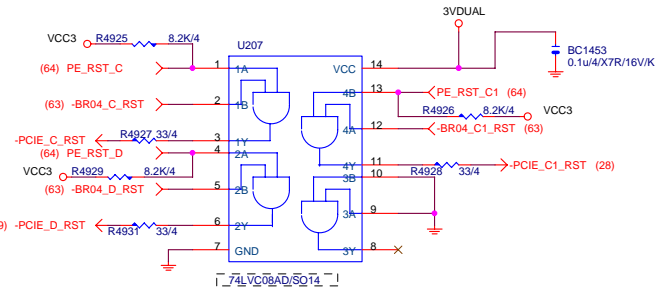 3VDUAL
VCC3 R4925 8.2K/4
U207
BC1453
0.1u/4/X7R/16V/K
(64) PE_RST_C 1 1A VCC 14
4B 13 PE_RST_C1 (64)
(63) -BR04_C_RST 2 1B
R4926 8.2K/4 VCC3
4A 12 -BR04_C1_RST (63)
-PCIE_C_RST R4927 33/4 3 1Y
(64) PE_RST_D 4 2A
4Y 11 -PCIE_C1_RST (28)
R4928 33/4
VCC3 R4929 8.2K/4
3B 10
(63) -BR04_D_RST 5 2B
3A 9
9) -PCIE_D_RST 6 2Y
R4931 33/4
7 GND 3Y 8
74LVC08AD/SO14